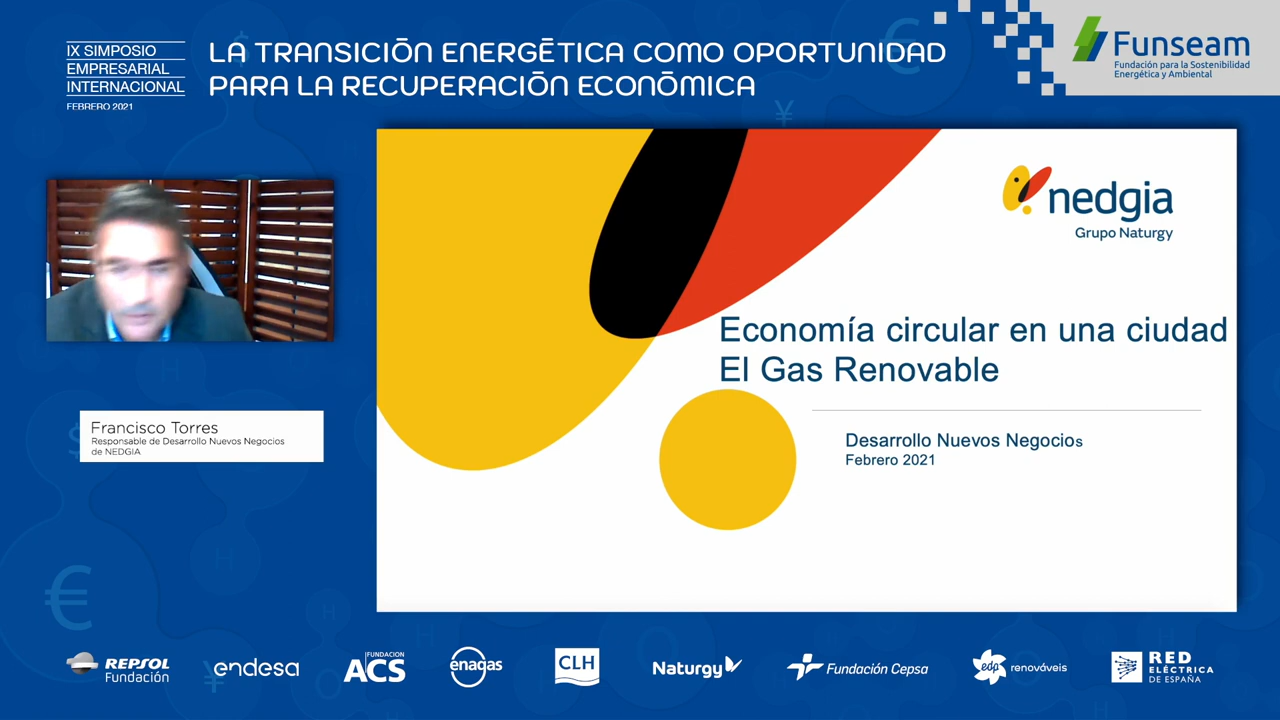 IX SIMPOSIO
EMPRESARIAL
INTERNACIONAL
FEBRERO 2021
LA TRANSICIÓN ENERGÉTICA COMO OPORTUNIDAD
PARA LA RECUPERACIÓN ECONÓMICA
Funseam
Fundación para la Sostenibilidad
Energética y Ambiental
nedgia
Grupo Naturgy
Economía circular en una ciudad
El Gas Renovable
Desarrollo Nuevos Negocios
Febrero 2021
Francisco Torres
Responsable de Desarrollo Nuevos Negocios
de NEDGIA
REPSOL
Fundación
endesa
FUNDACION
ACS
enagas
CLH
Naturgy
Fundación Cepsa
edp
renováveis
RED
ELÉCTRICA
DE ESPAÑA